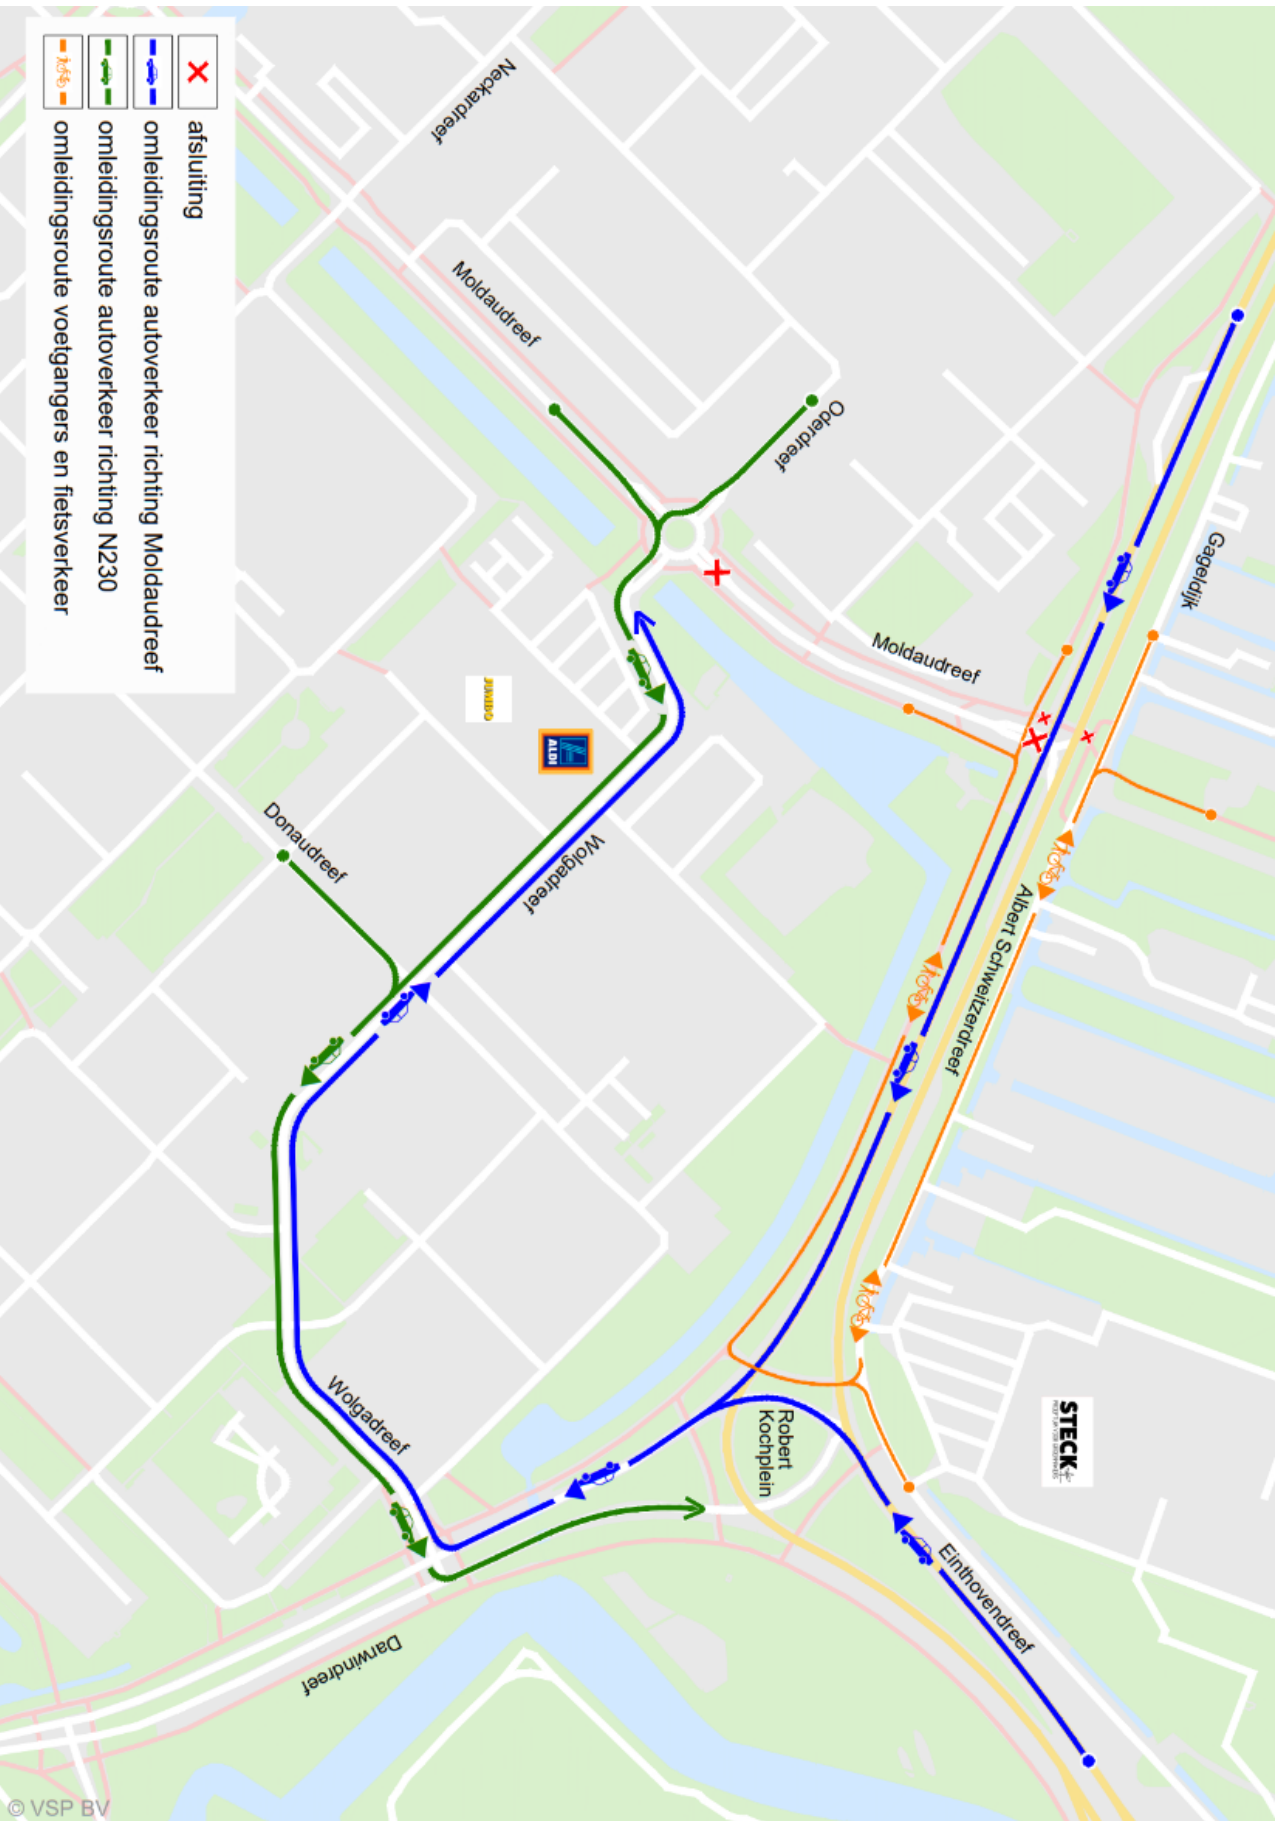 afsluiting
omleidingsroute autoverkeer richting Moldaudreef
omleidingsroute autoverkeer richting N230
omleidingsroute voetgangers en fietsverkeer
Neckardreef
Moldaudreef
Oderdreef
Gageldijk
Moldaudreef
JUMBO
ALDI
Wolgadreef
Donaudreef
Albert Schweitzerdreef
STECK
Robert
Kochplein
Wolgadreef
Einthovendreef
Darwindreef
© VSP BV